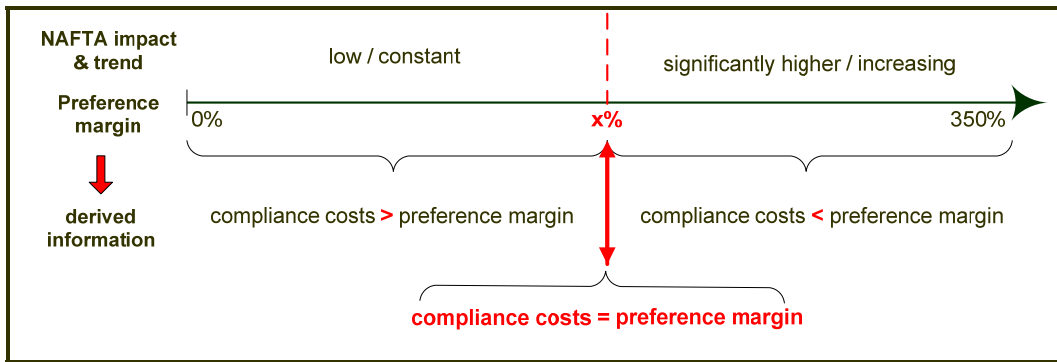 NAFTA impact
& trend
low / constant
significantly higher / increasing
Preference
margin
0%
x%
350%
derived
information
compliance costs > preference margin
compliance costs < preference margin
compliance costs = preference margin